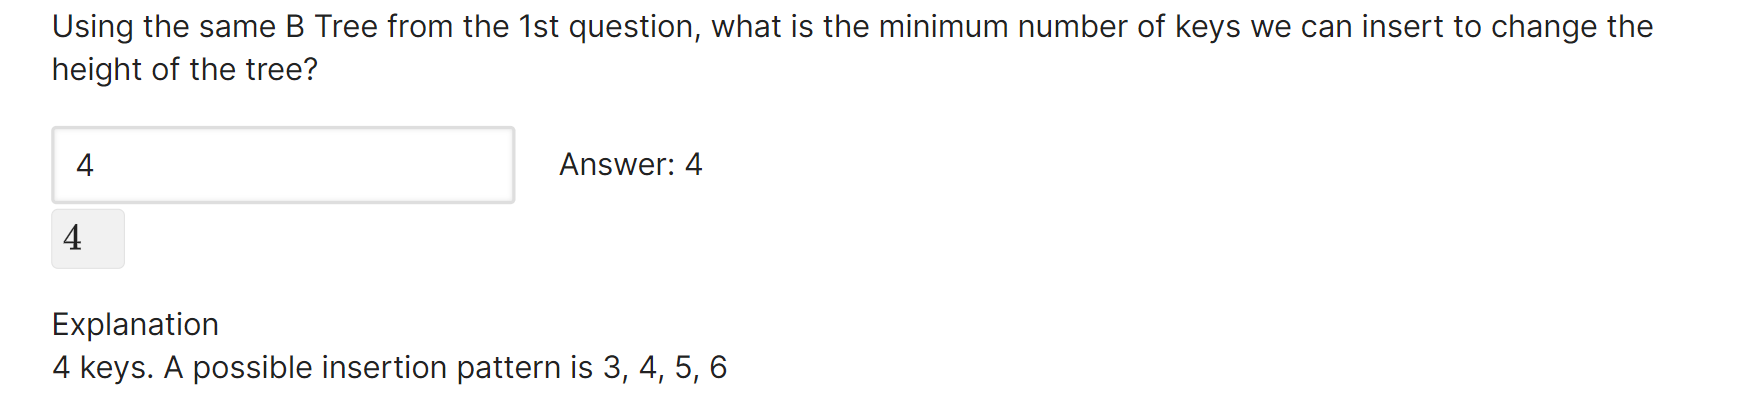 Using the same B Tree from the 1st question, what is the minimum number of keys we can insert to change the
height of the tree?
4
Answer: 4
4
Explanation
4 keys. A possible insertion pattern is 3, 4, 5, 6